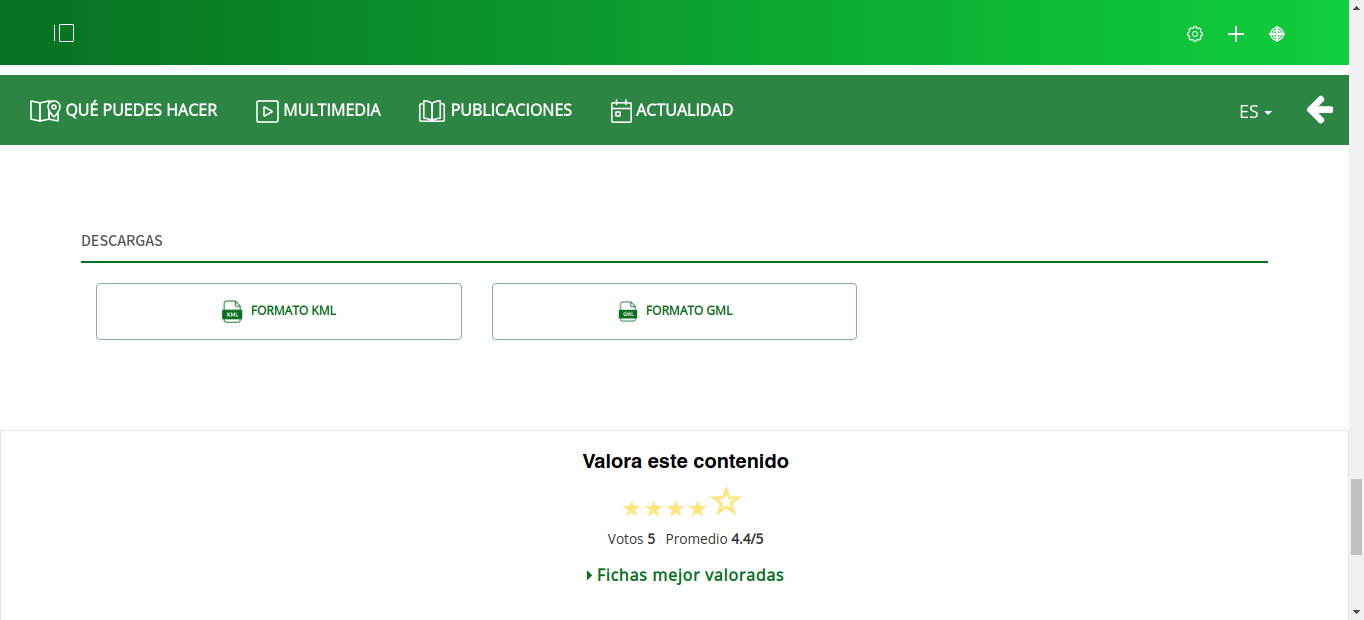 QUÉ PUEDES HACER MULTIMEDIA PUBLICACIONES ACTUALIDAD ES
DESCARGAS
KML FORMATO KML GML FORMATO GML
Valora este contenido
Votos 5 Promedio 4.4/5
Fichas mejor valoradas